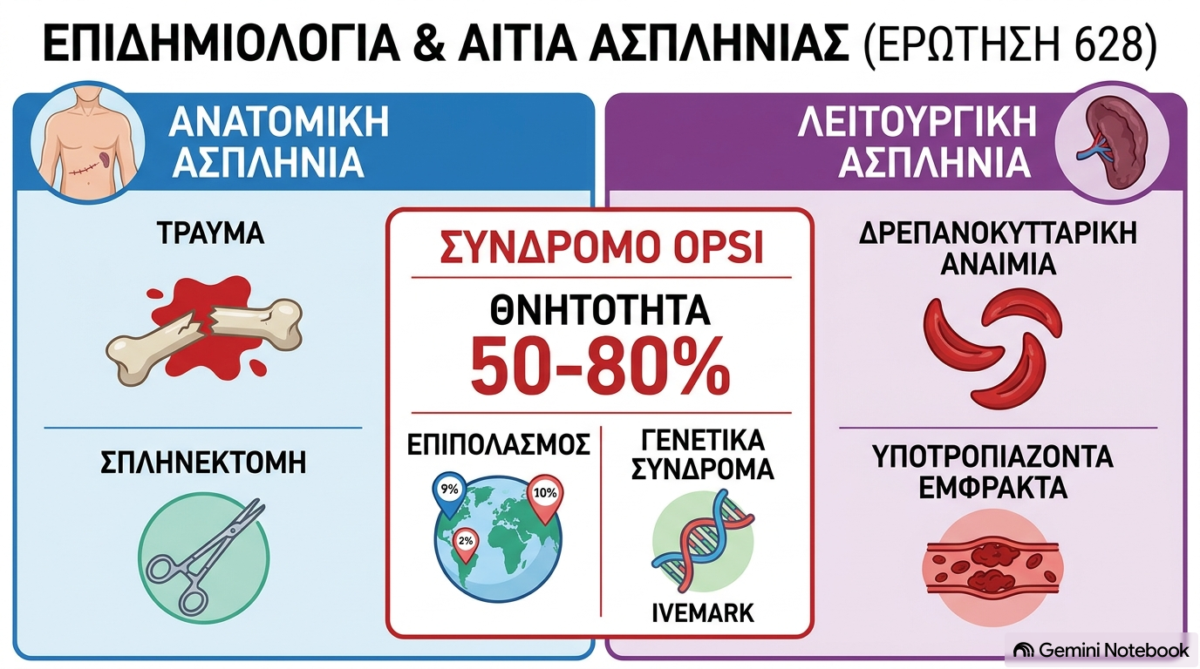 ΕΠΙΔΗΜΙΟΛΟΓΙΑ & ΑΙΤΙΑ ΑΣΠΛΗΝΙΑΣ (ΕΡΩΤΗΣΗ 628)
ΑΝΑΤΟΜΙΚΗ
ΑΣΠΛΗΝΙΑ
ΤΡΑΥΜΑ
ΣΠΛΗΝΕΚΤΟΜΗ
ΣΥΝΔΡΟΜΟ OPSI
ΘΝΗΤΟΤΗΤΑ
50-80%
ΕΠΙΠΟΛΑΣΜΟΣ
9%
10%
2%
ΓΕΝΕΤΙΚΑ
ΣΥΝΔΡΟΜΑ
IVEMARK
ΛΕΙΤΟΥΡΓΙΚΗ
ΑΣΠΛΗΝΙΑ
ΔΡΕΠΑΝΟΚΥΤΤΑΡΙΚΗ
ΑΝΑΙΜΙΑ
ΥΠΟΤΡΟΠΙΑΖΟΝΤΑ
ΕΜΦΡΑΚΤΑ
Gemini Notebook